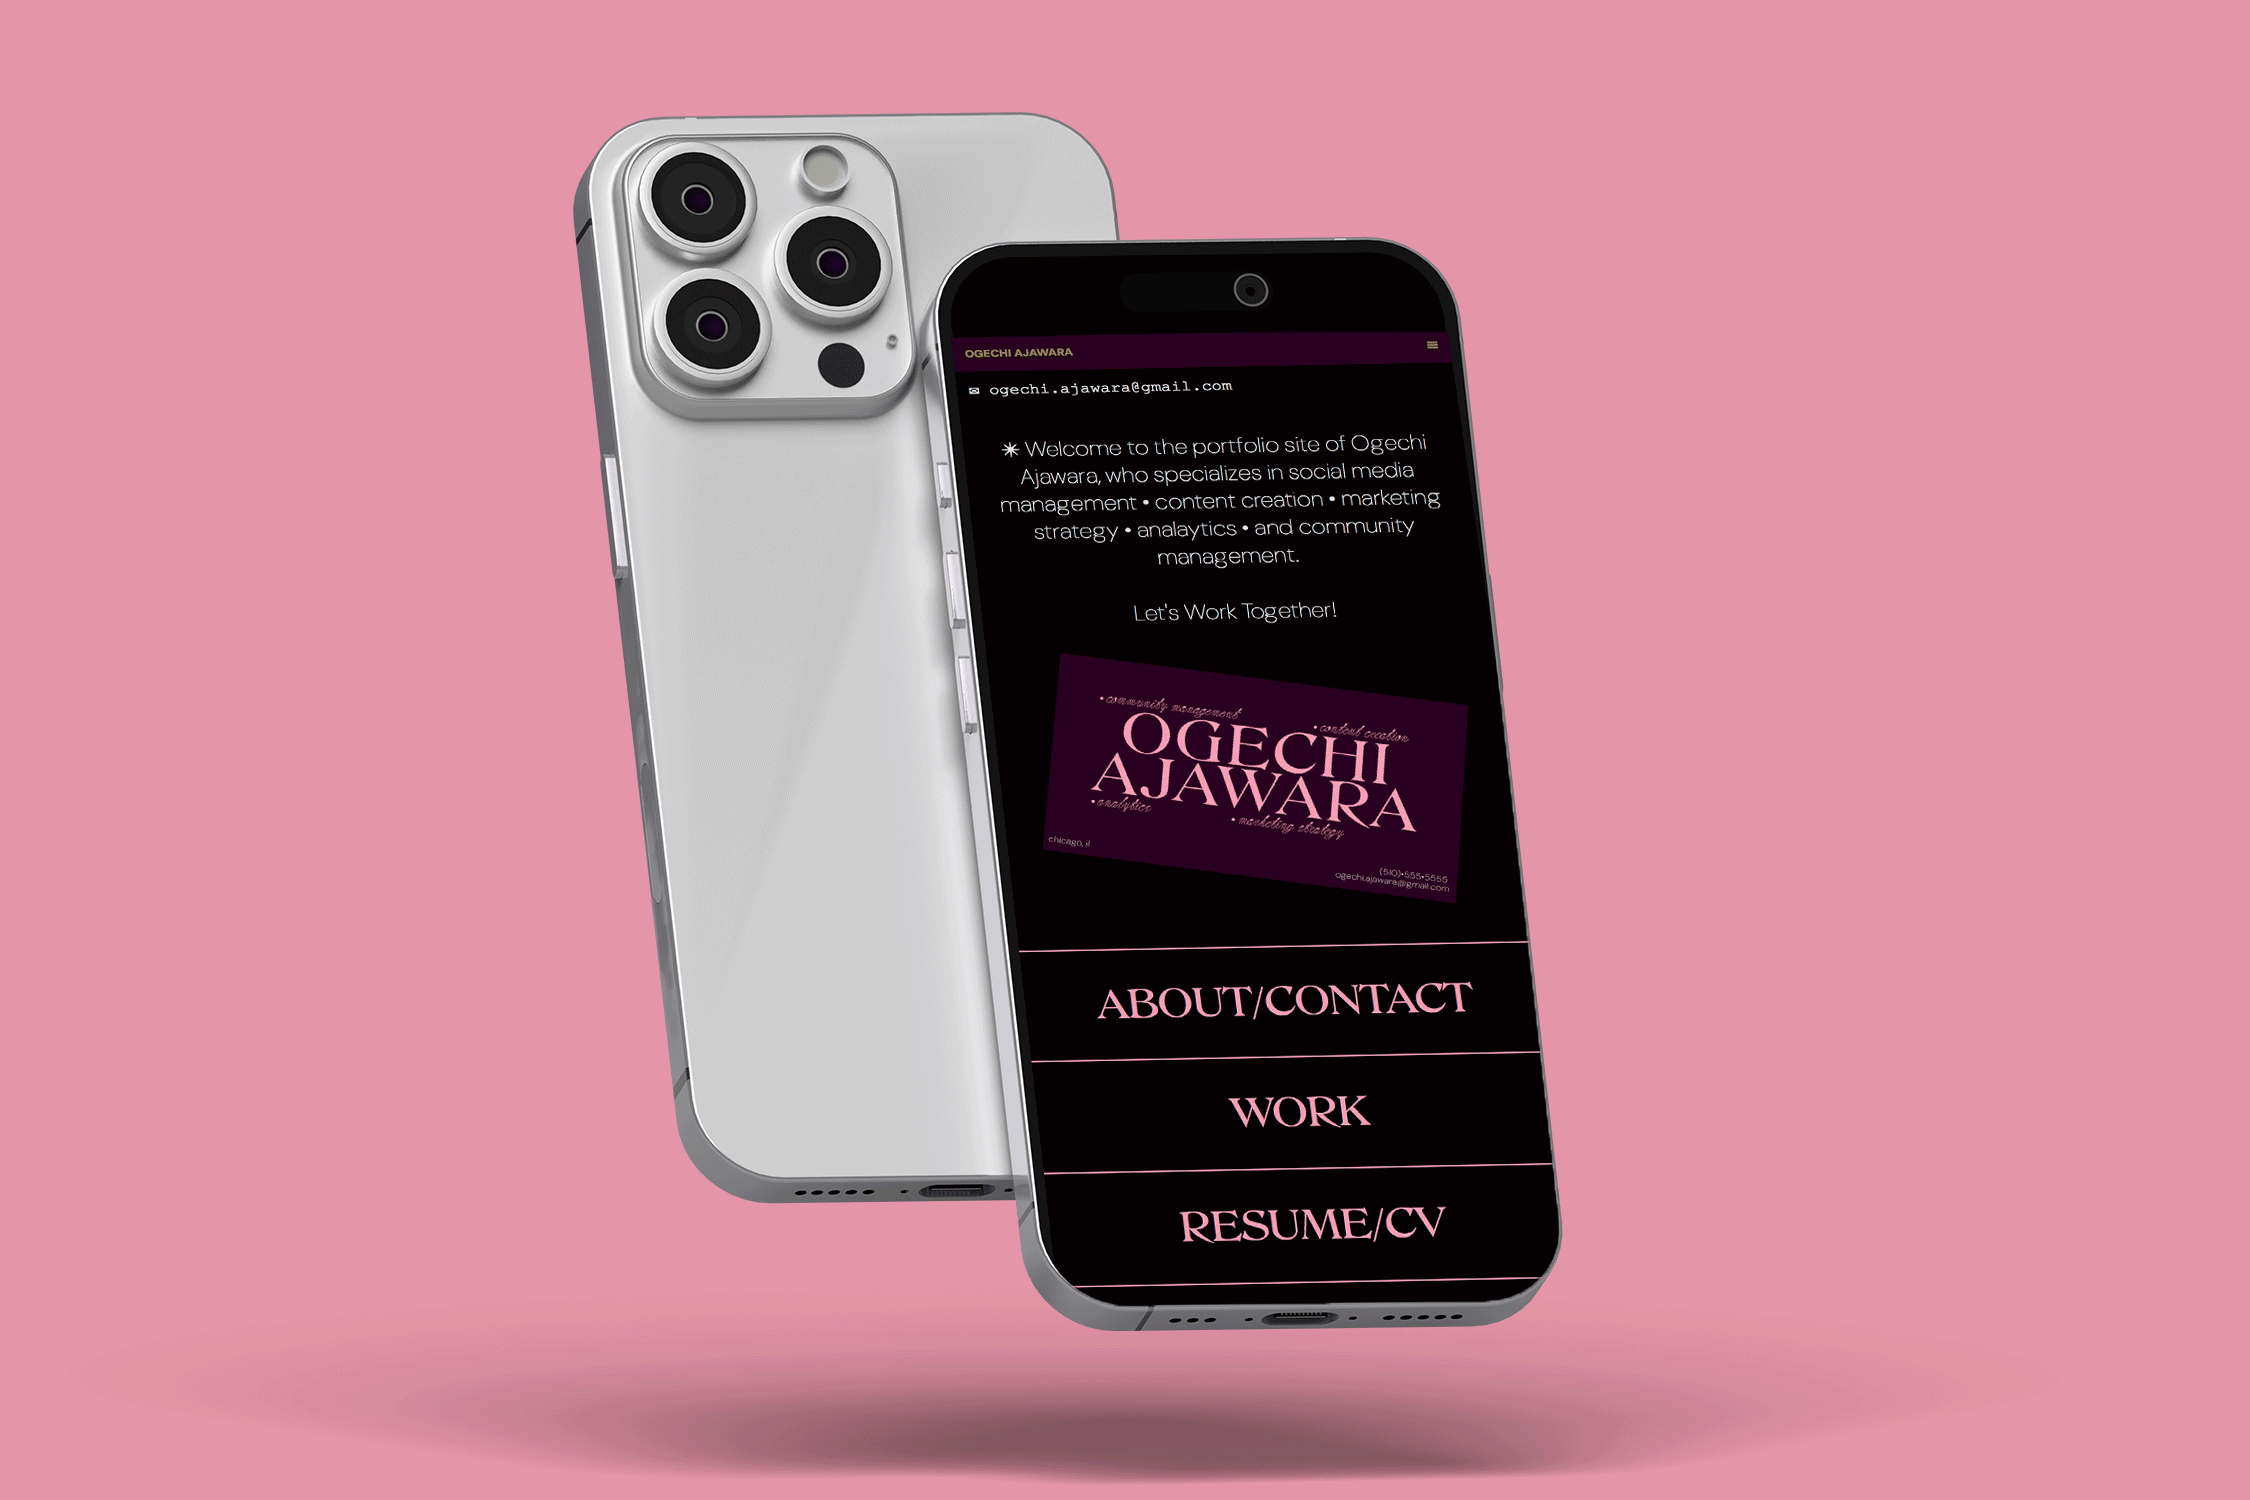 OGECHI AJAWARA
✉ ogechi.ajawara@gmail.com
✷ Welcome to the portfolio site of Ogechi
Ajawara, who specializes in social media
management • content creation • marketing
strategy • analaytics • and community
management.
Let's Work Together!
• community management
• content creation
OGECHI
AJAWARA
• analytics
• marketing strategy
chicago, il
(510)•555•5555
ogechi.ajawara@gmail.com
ABOUT/CONTACT
WORK
RESUME/CV